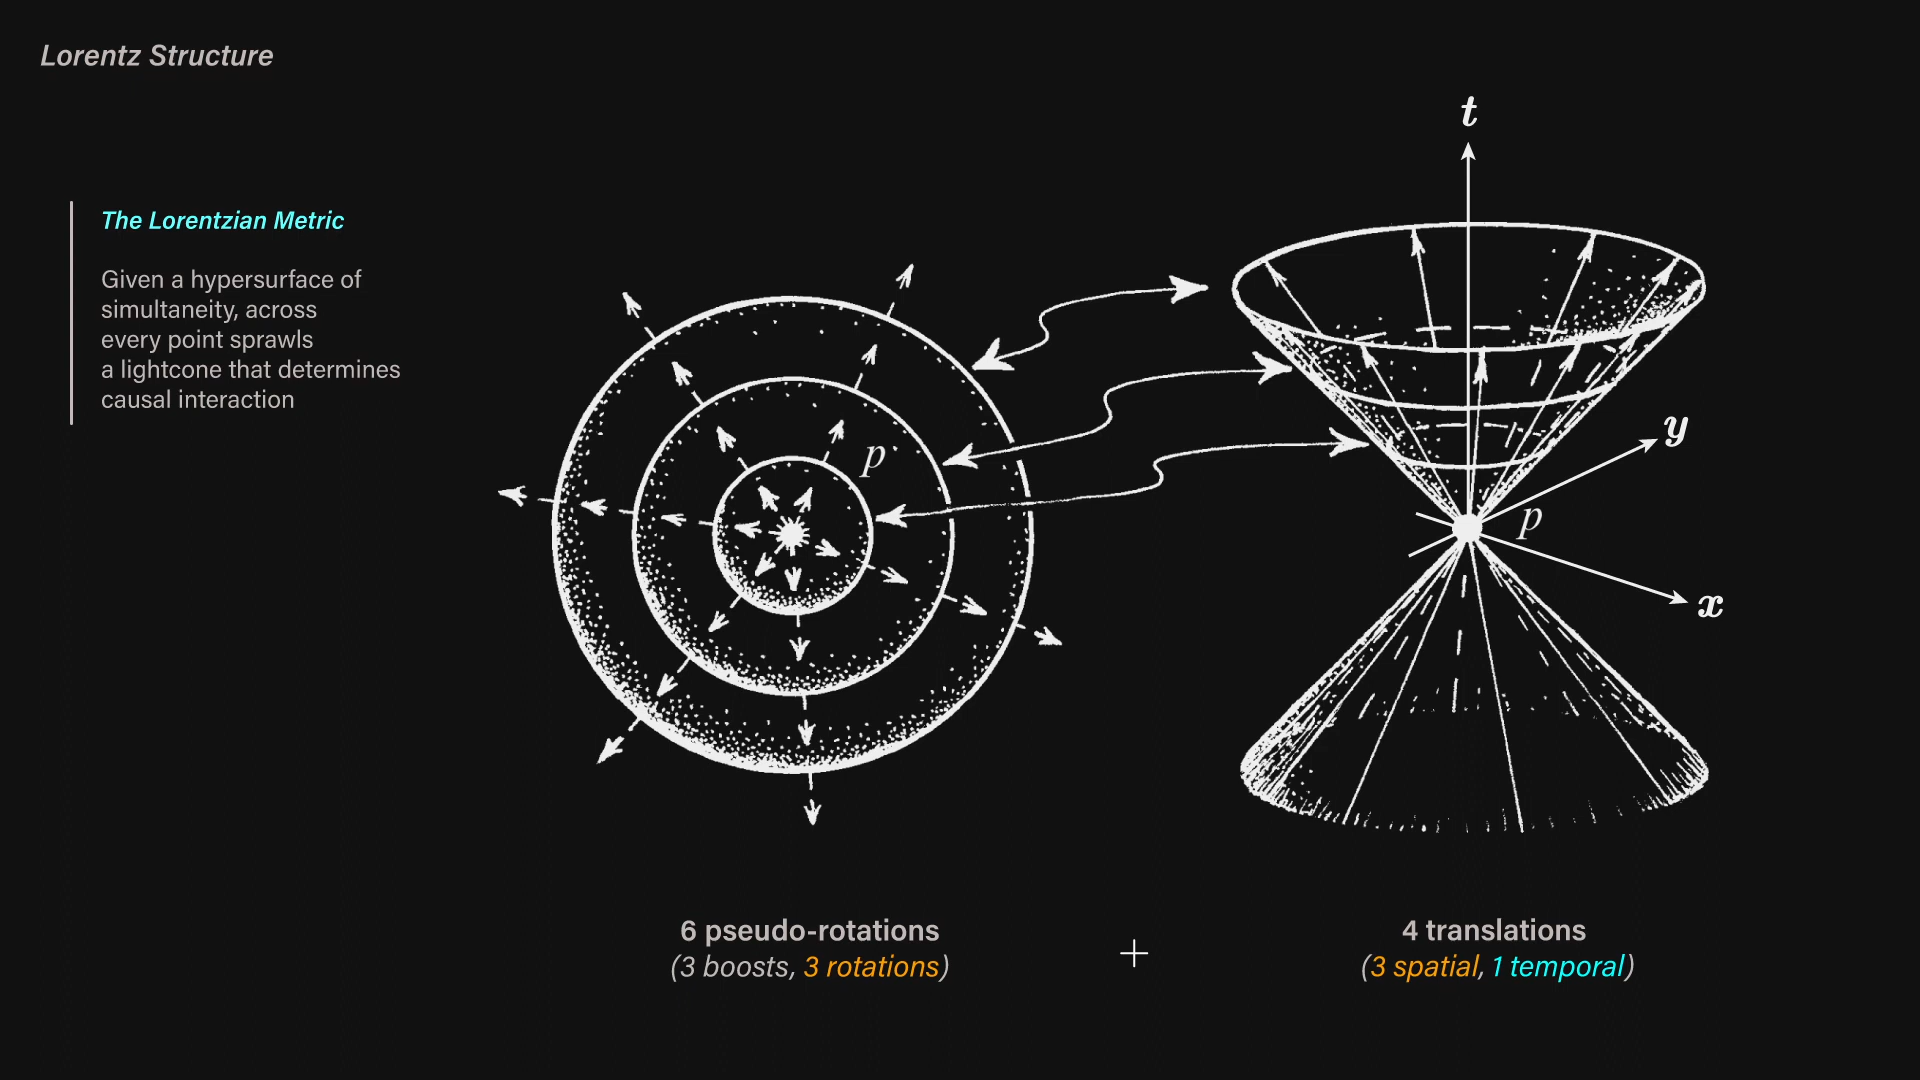 Lorentz Structure
The Lorentzian Metric
Given a hypersurface of
simultaneity, across
every point sprawls
a lightcone that determines
causal interaction
t
y
p
p
x
6 pseudo-rotations
(3 boosts, 3 rotations)
+
4 translations
(3 spatial, 1 temporal)